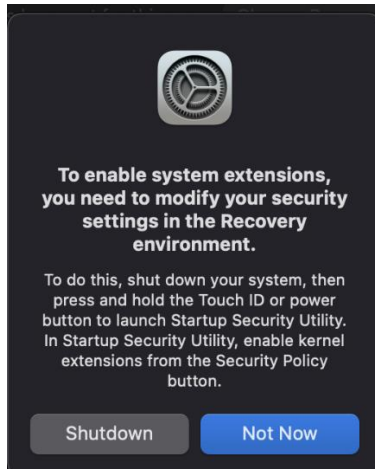 To enable system extensions,
you need to modify your security
settings in the Recovery
environment.
To do this, shut down your system, then
press and hold the Touch ID or power
button to launch Startup Security Utility.
In Startup Security Utility, enable kernel
extensions from the Security Policy
button.
Shutdown
Not Now